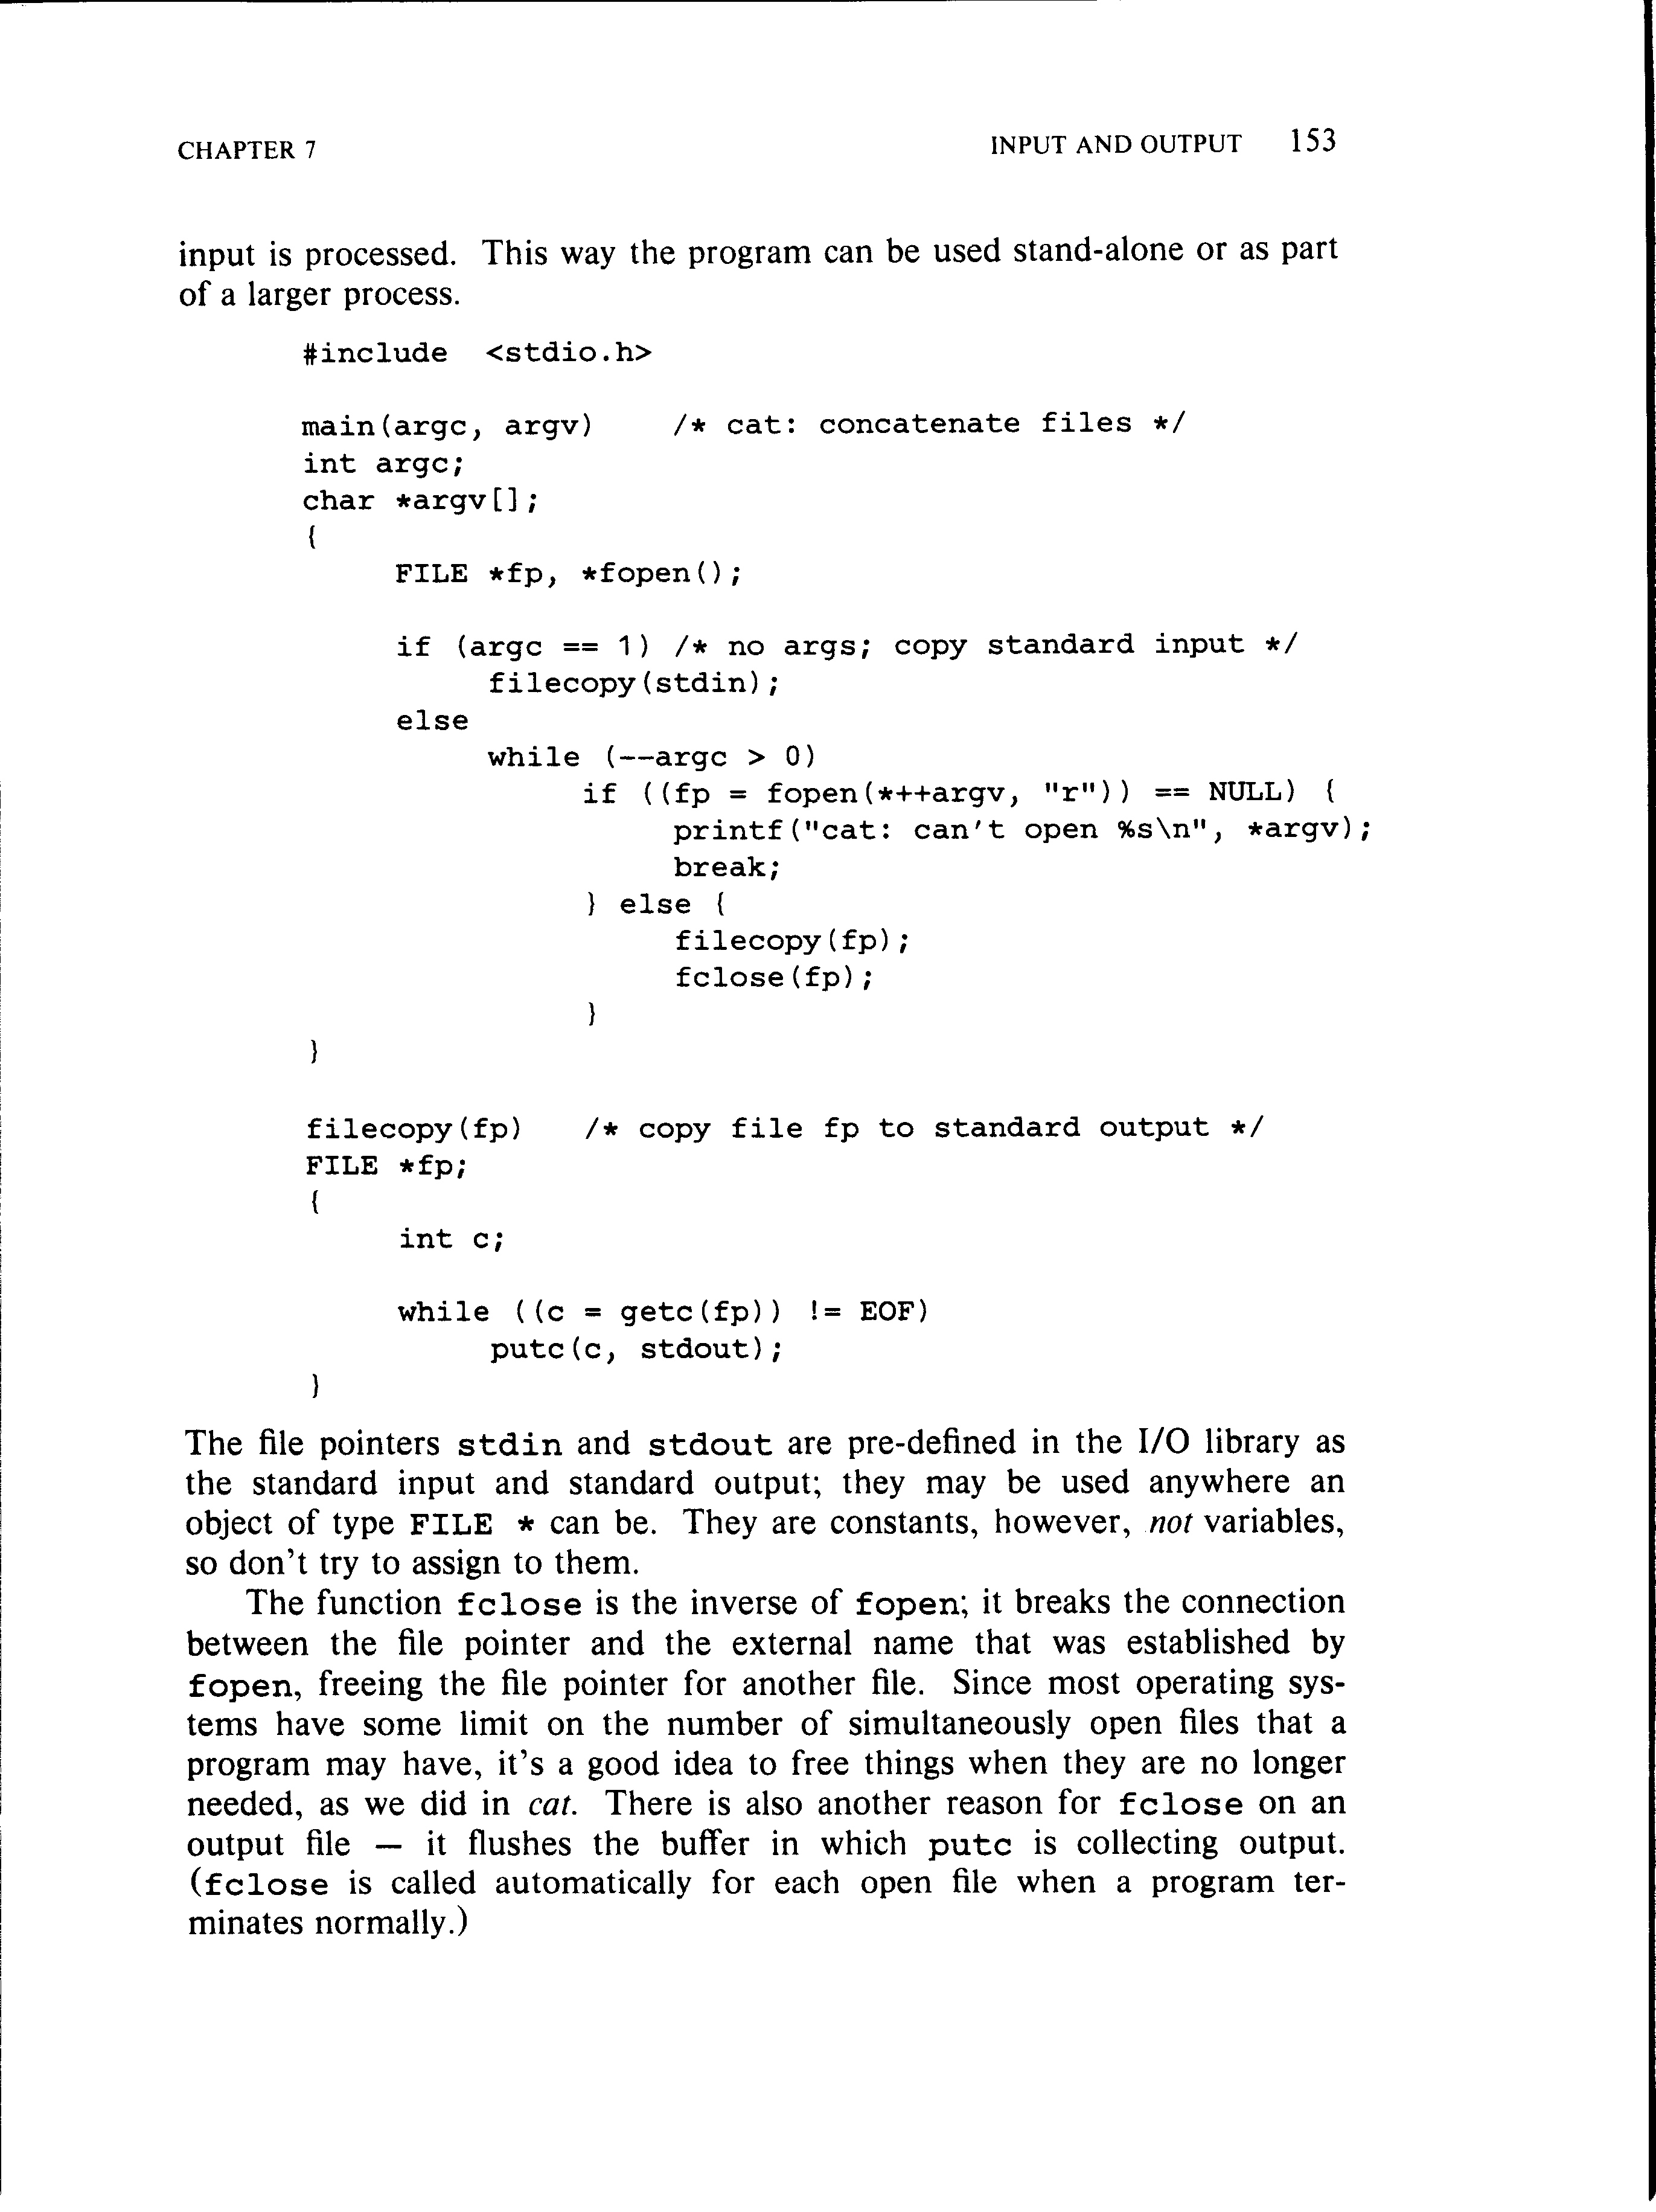 CHAPTER 7 INPUT AND OUTPUT 153
input is processed. This way the program can be used stand-alone or as part
of a larger process.
#include <stdio.h>
main(argc, argv) /* cat: concatenate files */
int argc;
char *argv[];
{
FILE *fp, *fopen();
if (argc == 1) /* no args; copy standard input */
filecopy(stdin);
else
while (--argc > 0)
if ((fp = fopen(*++argv, "r")) == NULL) {
printf("cat: can't open %s\n", *argv);
break;
} else {
filecopy(fp);
fclose(fp);
}
}
filecopy(fp) /* copy file fp to standard output */
FILE *fp;
{
int c;
while ((c = getc(fp)) != EOF)
putc(c, stdout);
}
The file pointers stdin and stdout are pre-defined in the I/O library as
the standard input and standard output; they may be used anywhere an
object of type FILE * can be. They are constants, however, not variables,
so don't try to assign to them.
The function fclose is the inverse of fopen; it breaks the connection
between the file pointer and the external name that was established by
fopen, freeing the file pointer for another file. Since most operating sys-
tems have some limit on the number of simultaneously open files that a
program may have, it's a good idea to free things when they are no longer
needed, as we did in cat. There is also another reason for fclose on an
output file — it flushes the buffer in which putc is collecting output.
(fclose is called automatically for each open file when a program ter-
minates normally.)